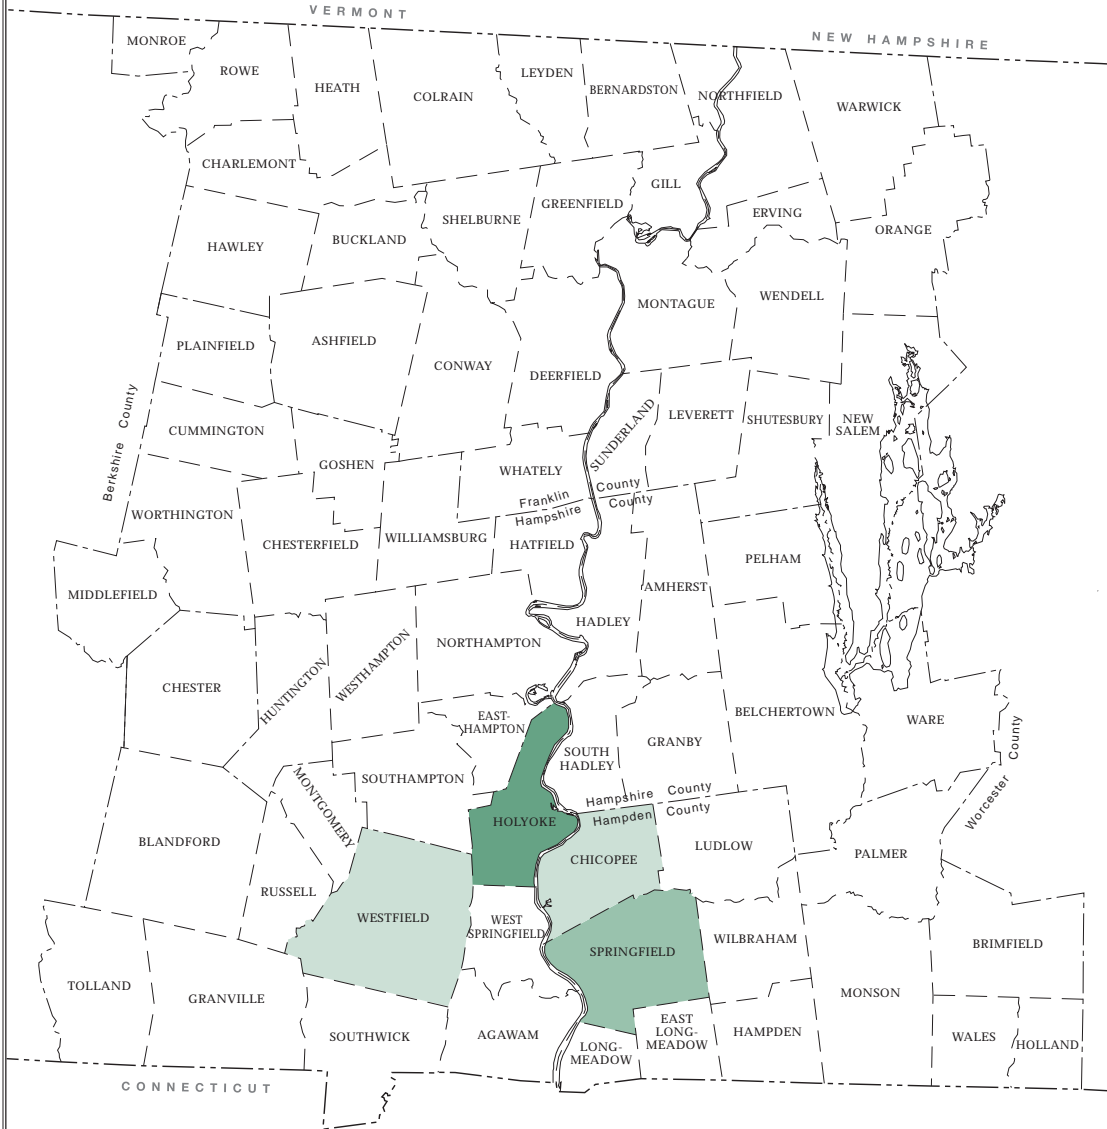 VERMONT
NEW HAMPSHIRE
MONROE
ROWE
HEATH
COLRAIN
LEYDEN
BERNARDSTON
NORTHFIELD
WARWICK
CHARLEMONT
GILL
GREENFIELD
ERVING
SHELBURNE
BUCKLAND
HAWLEY
ORANGE
WENDELL
MONTAGUE
PLAINFIELD
ASHFIELD
CONWAY
DEERFIELD
Berkshire County
CUMMINGTON
SUNDERLAND
LEVERETT
SHUTESBURY
NEW
SALEM
GOSHEN
WHATELY
Franklin County
Hampshire County
WORTHINGTON
CHESTERFIELD
WILLIAMSBURG
HATFIELD
PELHAM
MIDDLEFIELD
AMHERST
HADLEY
NORTHAMPTON
WESTHAMPTON
HUNTINGTON
CHESTER
EAST-
HAMPTON
BELCHERTOWN
WARE
SOUTH
HADLEY
GRANBY
Worcester County
SOUTHAMPTON
MONTGOMERY
Hampshire County
Hampden County
HOLYOKE
BLANDFORD
CHICOPEE
LUDLOW
PALMER
RUSSELL
WESTFIELD
WEST
SPRINGFIELD
SPRINGFIELD
WILBRAHAM
BRIMFIELD
TOLLAND
GRANVILLE
MONSON
SOUTHWICK
AGAWAM
EAST
LONG-
MEADOW
HAMPDEN
LONG-
MEADOW
WALES
HOLLAND
CONNECTICUT